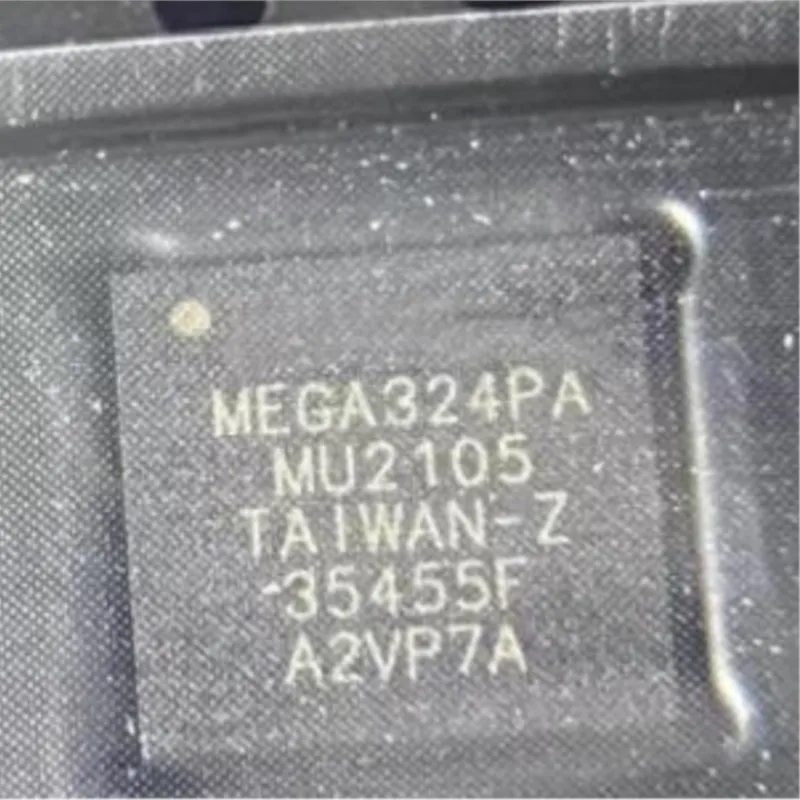 MEGA324PA
MU2105
TAIWAN-Z
-35455F
A2VP7A